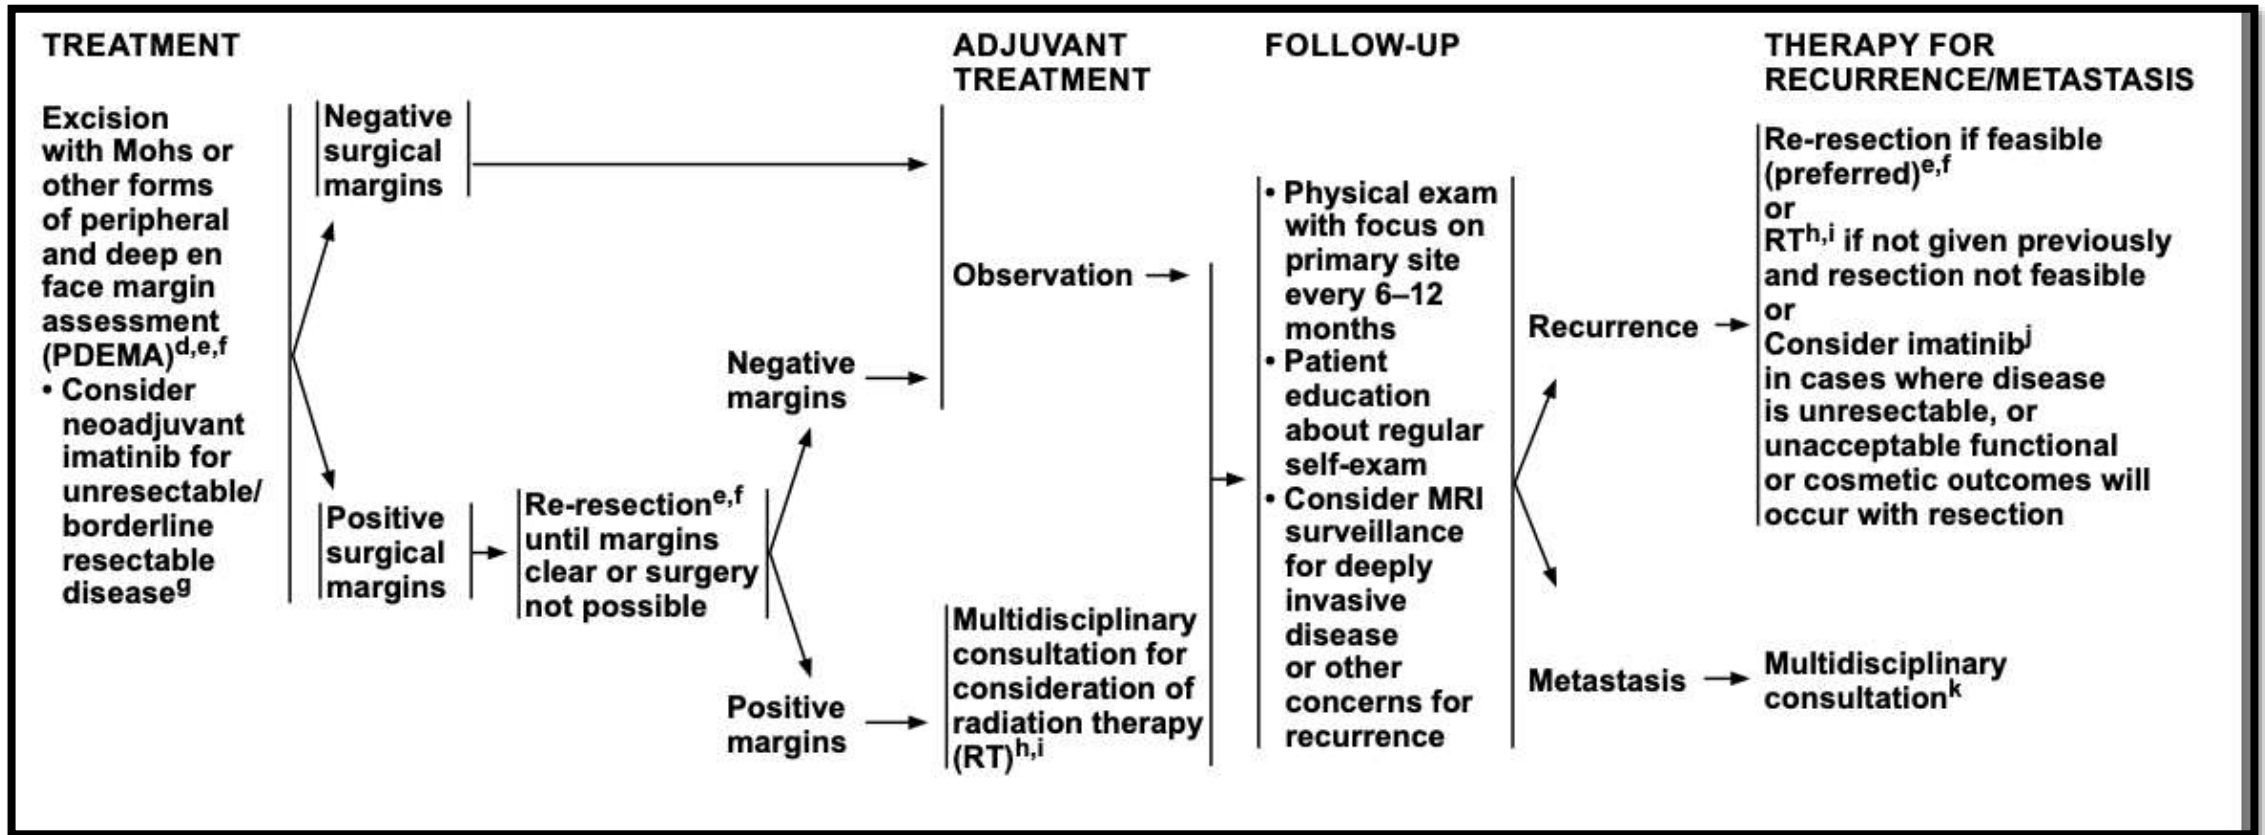 TREATMENT
Excision
with Mohs or
other forms
of peripheral
and deep en
face margin
assessment
(PDEMA)d,e,f
• Consider
neoadjuvant
imatinib for
unresectable/
borderline
resectable
diseaseg
Negative
surgical
margins
Positive
surgical
margins
Re-resectione,f
until margins
clear or surgery
not possible
Negative
margins
Positive
margins
ADJUVANT
TREATMENT
Observation
Multidisciplinary
consultation for
consideration of
radiation therapy
(RT)h,i
FOLLOW-UP
• Physical exam
with focus on
primary site
every 6–12
months
• Patient
education
about regular
self-exam
• Consider MRI
surveillance
for deeply
invasive
disease
or other
concerns for
recurrence
Recurrence
Metastasis
THERAPY FOR
RECURRENCE/METASTASIS
Re-resection if feasible
(preferred)e,f
or
RTh,i if not given previously
and resection not feasible
or
Consider imatinibj
in cases where disease
is unresectable, or
unacceptable functional
or cosmetic outcomes will
occur with resection
Multidisciplinary
consultationk